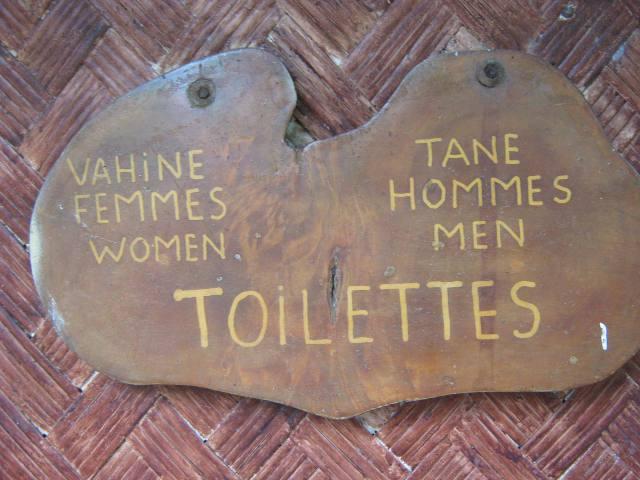 VAHiNE
FEMMES
WOMEN
TANE
HOMMES
MEN
TOiLETTES